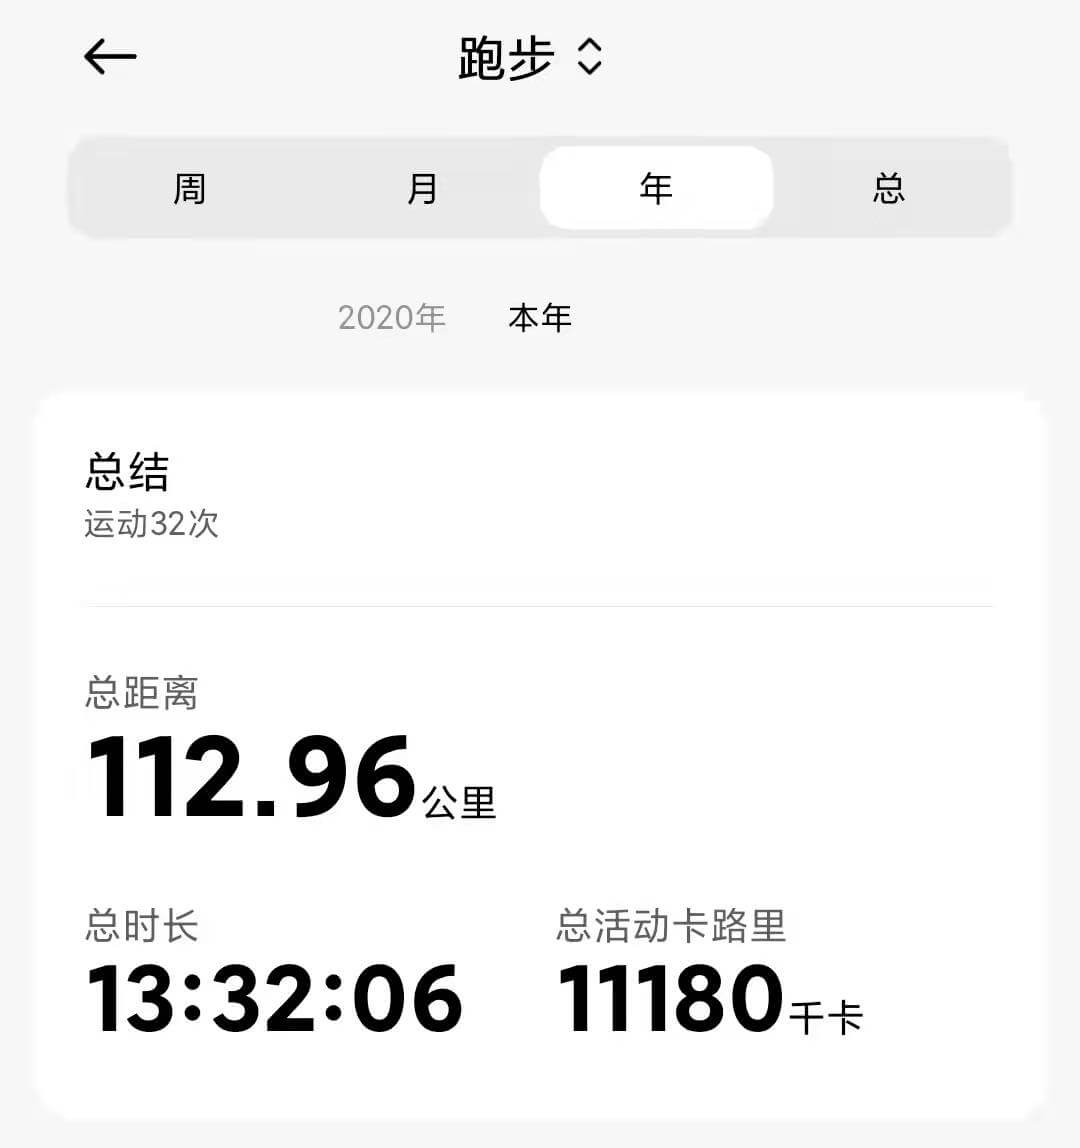 跑步
周 月 年 总
2020年 本年
总结
运动32次
总距离
112.96公里
总时长 总活动卡路里
13:32:06 11180千卡